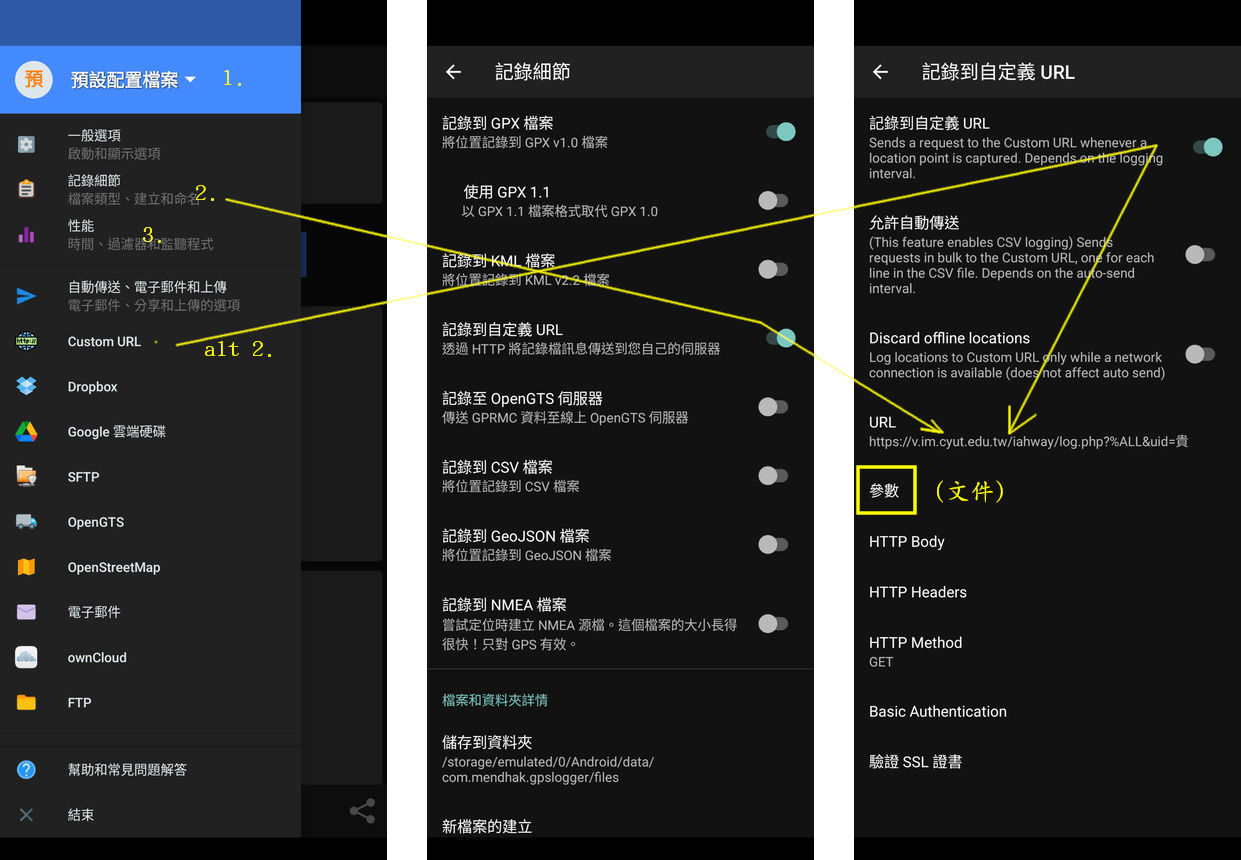 預
預設配置檔案
1.
一般選項
啟動和顯示選項
記錄細節
檔案類型、建立和命名
2.
性能
時間、過濾器和監聽程式
3.
自動傳送、電子郵件和上傳
電子郵件、分享和上傳的選項
http://
Custom URL
alt 2.
Dropbox
Google 雲端硬碟
SFTP
OpenGTS
OpenStreetMap
電子郵件
ownCloud
FTP
?
幫助和常見問題解答
結束
記錄細節
記錄到 GPX 檔案
將位置記錄到 GPX v1.0 檔案
使用 GPX 1.1
以 GPX 1.1 檔案格式取代 GPX 1.0
記錄到 KML 檔案
將位置記錄到 KML v2.2 檔案
記錄到自定義 URL
透過 HTTP 將記錄檔訊息傳送到您自己的伺服器
記錄至 OpenGTS 伺服器
傳送 GPRMC 資料至線上 OpenGTS 伺服器
記錄到 CSV 檔案
將位置記錄到 CSV 檔案
記錄到 GeoJSON 檔案
將位置記錄到 GeoJSON 檔案
記錄到 NMEA 檔案
嘗試定位時建立 NMEA 源檔。這個檔案的大小長得
很快！只對 GPS 有效。
檔案和資料夾詳情
儲存到資料夾
/storage/emulated/0/Android/data/
com.mendhak.gpslogger/files
新檔案的建立
記錄到自定義 URL
記錄到自定義 URL
Sends a request to the Custom URL whenever a
location point is captured. Depends on the logging
interval.
允許自動傳送
(This feature enables CSV logging) Sends
requests in bulk to the Custom URL, one for each
line in the CSV file. Depends on the auto-send
interval.
Discard offline locations
Log locations to Custom URL only while a network
connection is available (does not affect auto send)
URL
https://v.im.cyut.edu.tw/iahway/log.php?%ALL&uid=貴
參數
(文件)
HTTP Body
HTTP Headers
HTTP Method
GET
Basic Authentication
驗證 SSL 證書